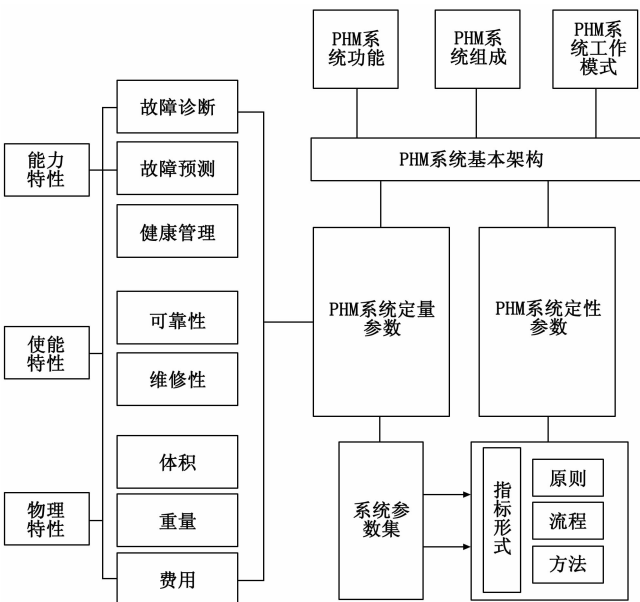 PHM系
统功能
PHM系
统组成
PHM系
统工作
模式
PHM系统基本架构
能力
特性
使能
特性
物理
特性
故障诊断
故障预测
健康管理
可靠性
维修性
体积
重量
费用
PHM系统定量
参数
PHM系统定性
参数
系统参
数集
指标形式
原则
流程
方法